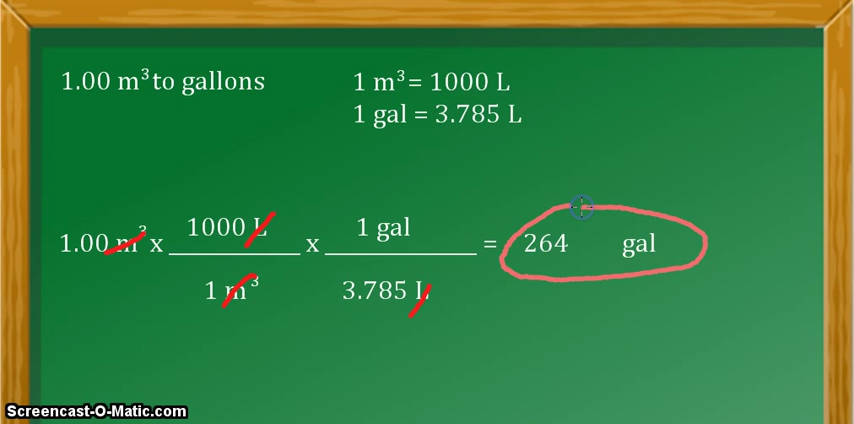 1.00 m³ to gallons
1 m³ = 1000 L
1 gal = 3.785 L
1.00 m³ x 1000 L / 1 m³ x 1 gal / 3.785 L = 264 gal
Screencast-O-Matic.com